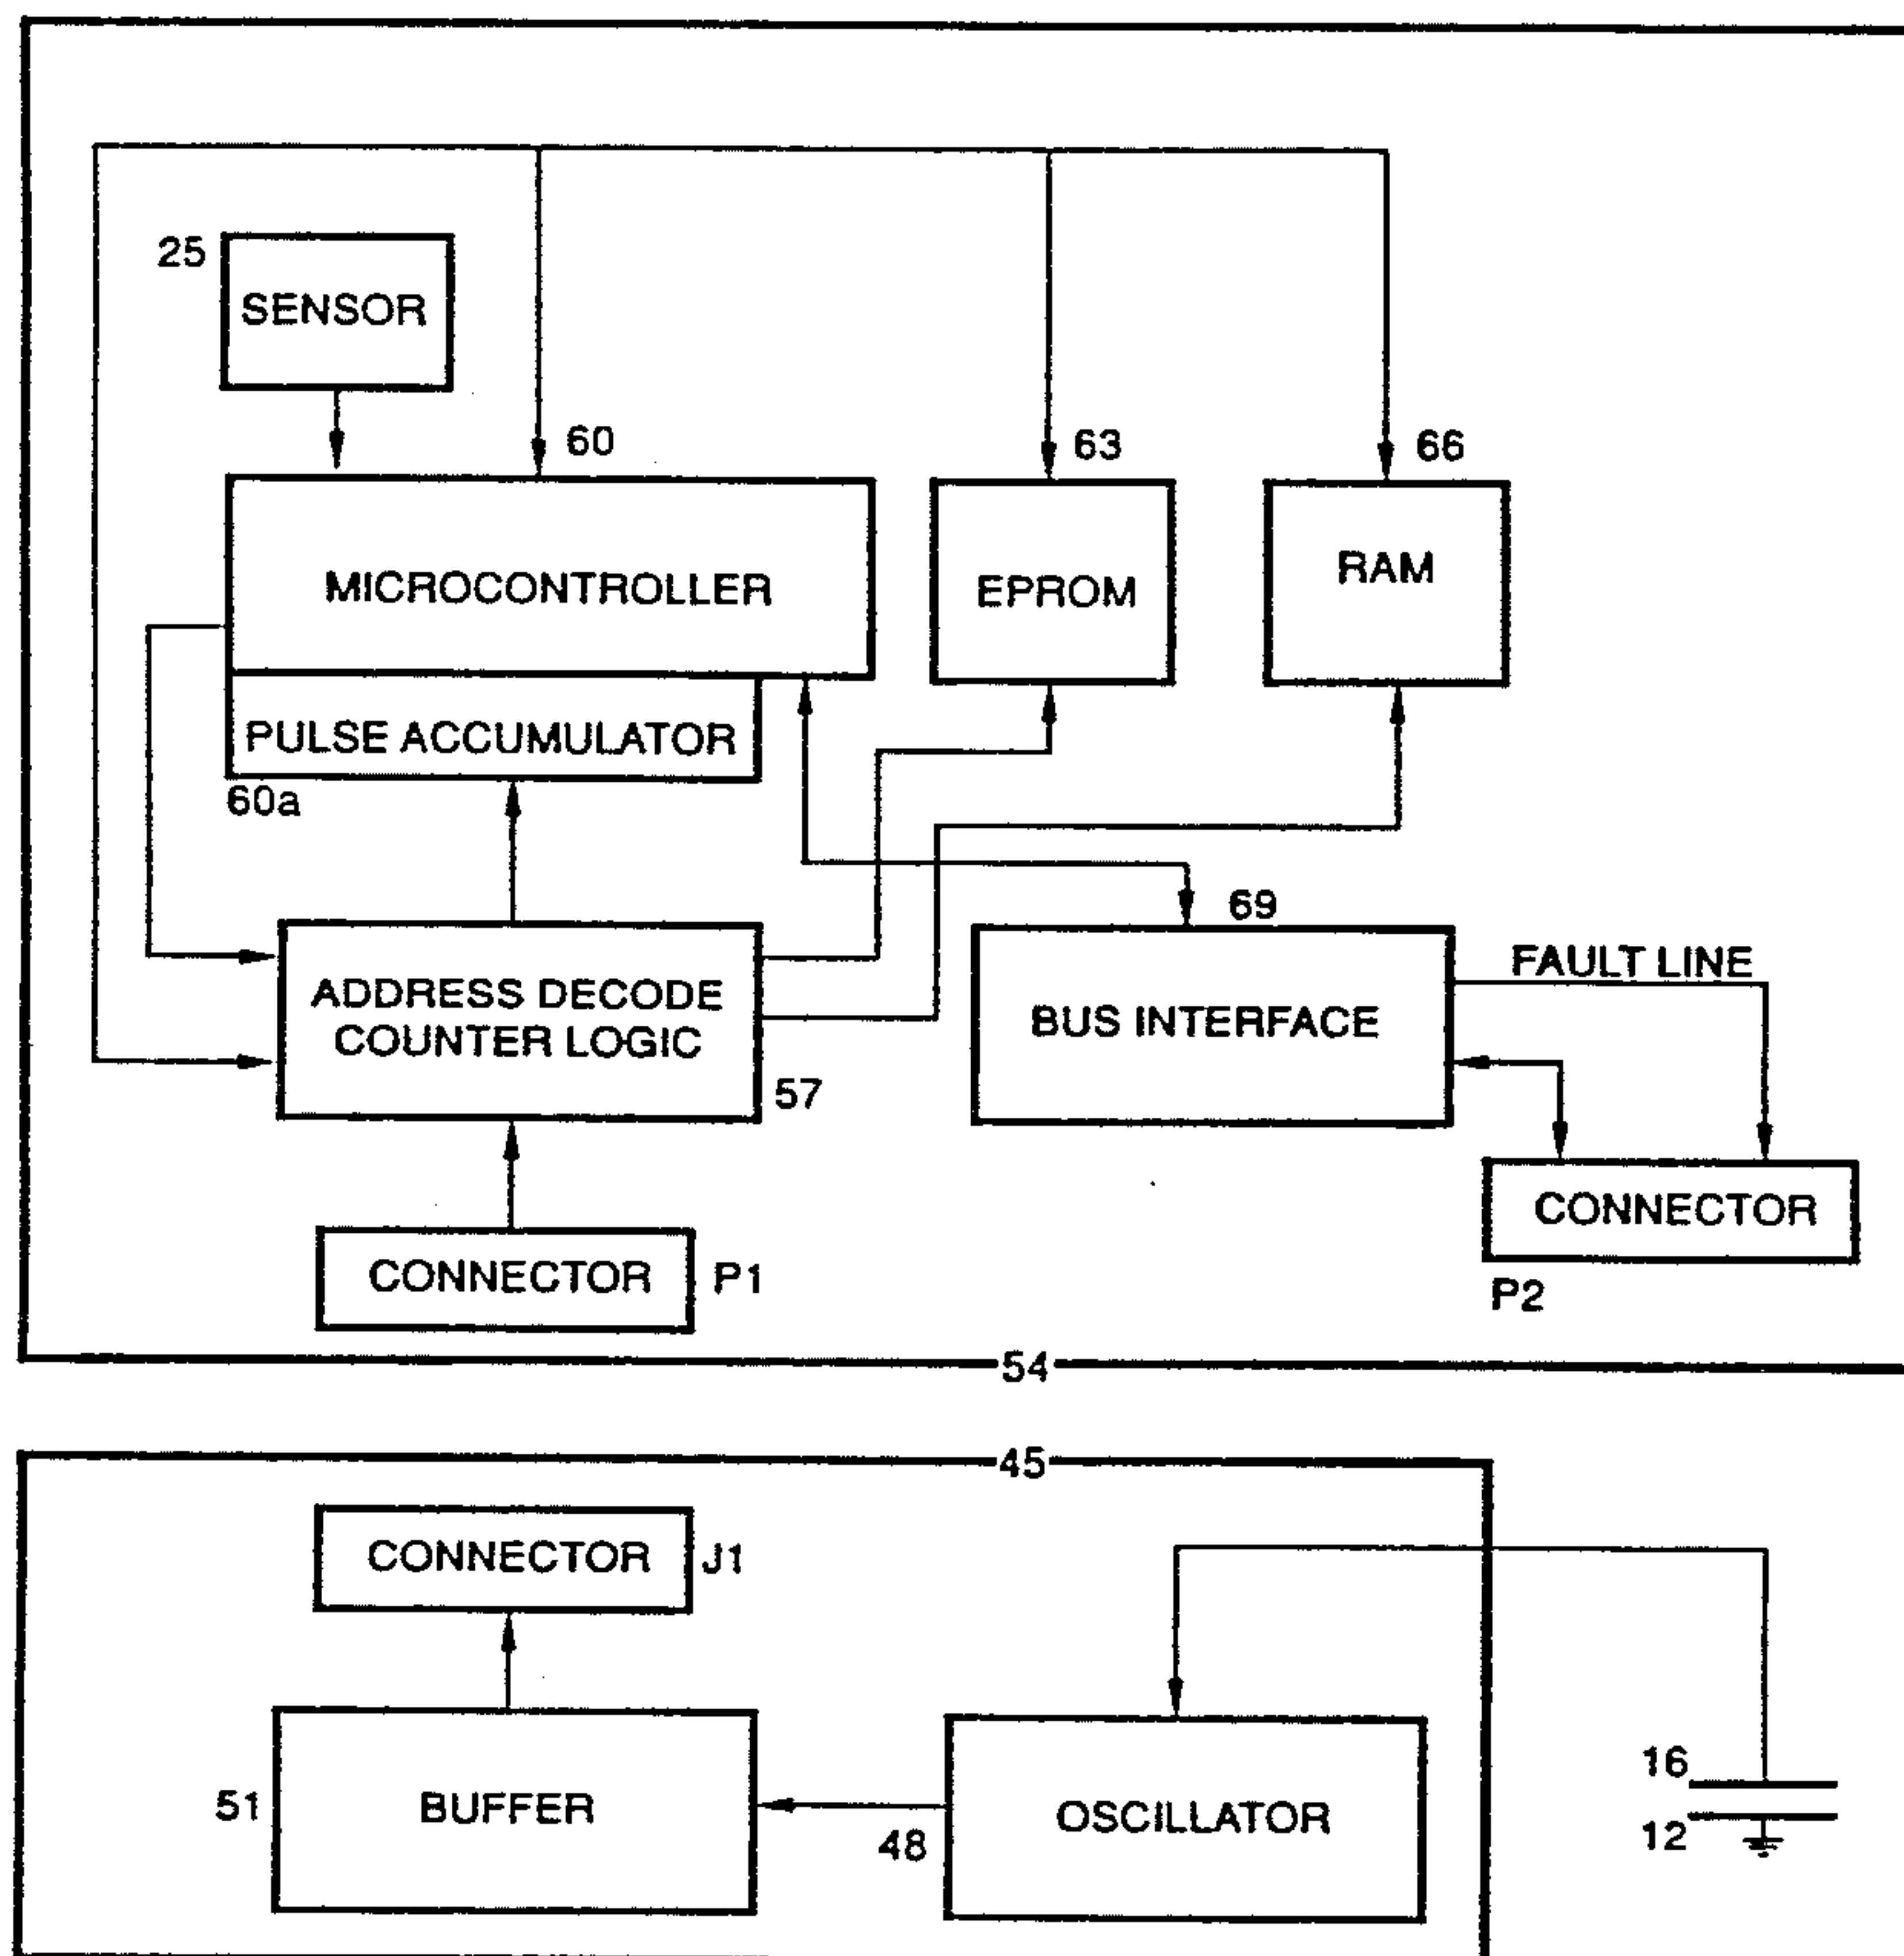 25
SENSOR
60
63
66
MICROCONTROLLER
EPROM
RAM
PULSE ACCUMULATOR
60a
69
ADDRESS DECODE
COUNTER LOGIC
57
BUS INTERFACE
FAULT LINE
CONNECTOR
P1
CONNECTOR
P2
54
45
CONNECTOR
J1
51
BUFFER
48
OSCILLATOR
16
12